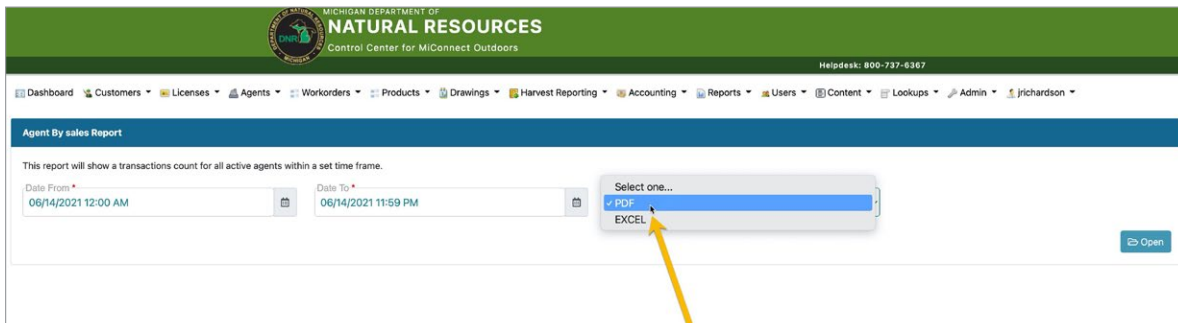 MICHIGAN DEPARTMENT OF
NATURAL RESOURCES
Control Center for MiConnect Outdoors
DNR
MICHIGAN
Helpdesk: 800-737-6367
Dashboard Customers Licenses Agents Workorders Products Drawings Harvest Reporting Accounting Reports Users Content Lookups Admin jrichardson
Agent By sales Report
This report will show a transactions count for all active agents within a set time frame.
Date From * Date To *
06/14/2021 12:00 AM 06/14/2021 11:59 PM
Select one...
PDF
EXCEL
Open